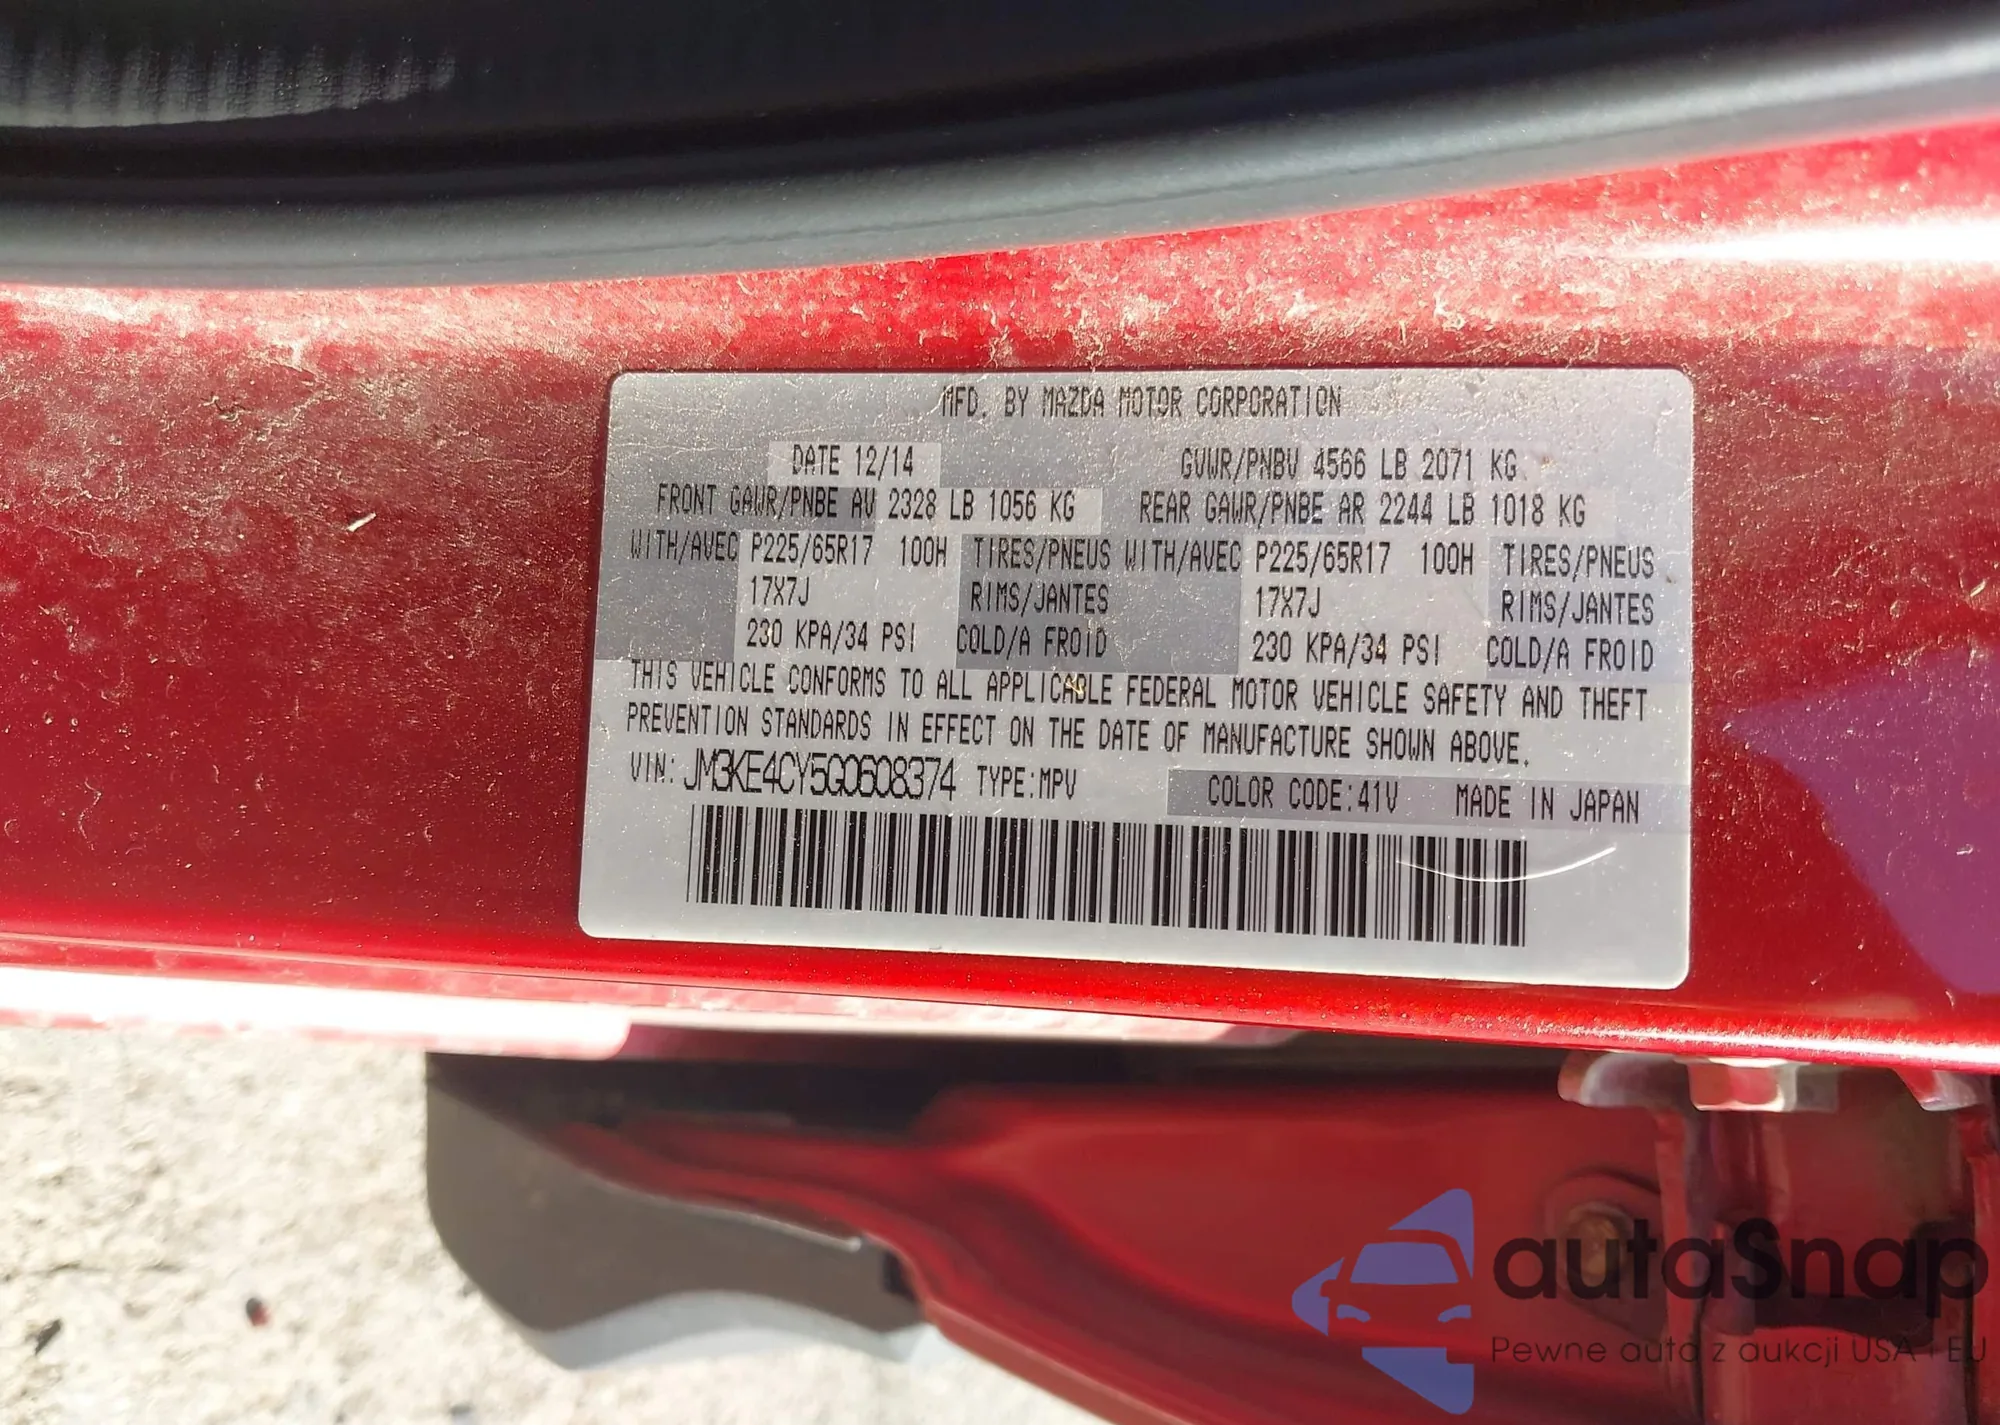 MFD. BY MAZDA MOTOR CORPORATION
DATE 12/14 GVWR/PNBV 4566 LB 2071 KG
FRONT GAWR/PNBE AV 2328 LB 1056 KG REAR GAWR/PNBE AR 2244 LB 1018 KG
WITH/AVEC P225/65R17 100H TIRES/PNEUS WITH/AVEC P225/65R17 100H TIRES/PNEUS
17X7J RIMS/JANTES 17X7J RIMS/JANTES
230 KPA/34 PSI COLD/A FROID 230 KPA/34 PSI COLD/A FROID
THIS VEHICLE CONFORMS TO ALL APPLICABLE FEDERAL MOTOR VEHICLE SAFETY AND THEFT
PREVENTION STANDARDS IN EFFECT ON THE DATE OF MANUFACTURE SHOWN ABOVE.
VIN: JM3KE4CY5G0608374 TYPE:MPV COLOR CODE:41V MADE IN JAPAN
autaSnap
Pewne auta z aukcji USA i EU